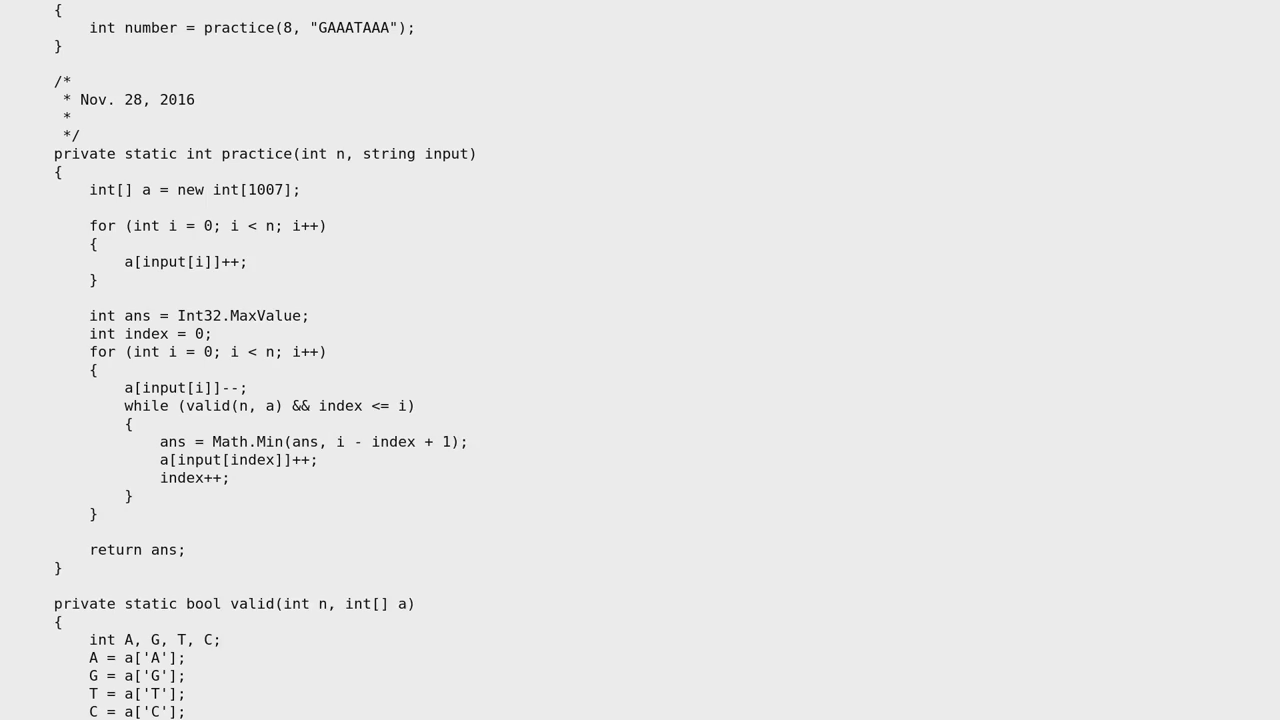 {
    int number = practice(8, "GAAATAAA");
}

/*
 * Nov. 28, 2016
 *
 */
private static int practice(int n, string input)
{
    int[] a = new int[1007];

    for (int i = 0; i < n; i++)
    {
        a[input[i]]++;
    }

    int ans = Int32.MaxValue;
    int index = 0;
    for (int i = 0; i < n; i++)
    {
        a[input[i]]--;
        while (valid(n, a) && index <= i)
        {
            ans = Math.Min(ans, i - index + 1);
            a[input[index]]++;
            index++;
        }
    }

    return ans;
}

private static bool valid(int n, int[] a)
{
    int A, G, T, C;
    A = a['A'];
    G = a['G'];
    T = a['T'];
    C = a['C'];